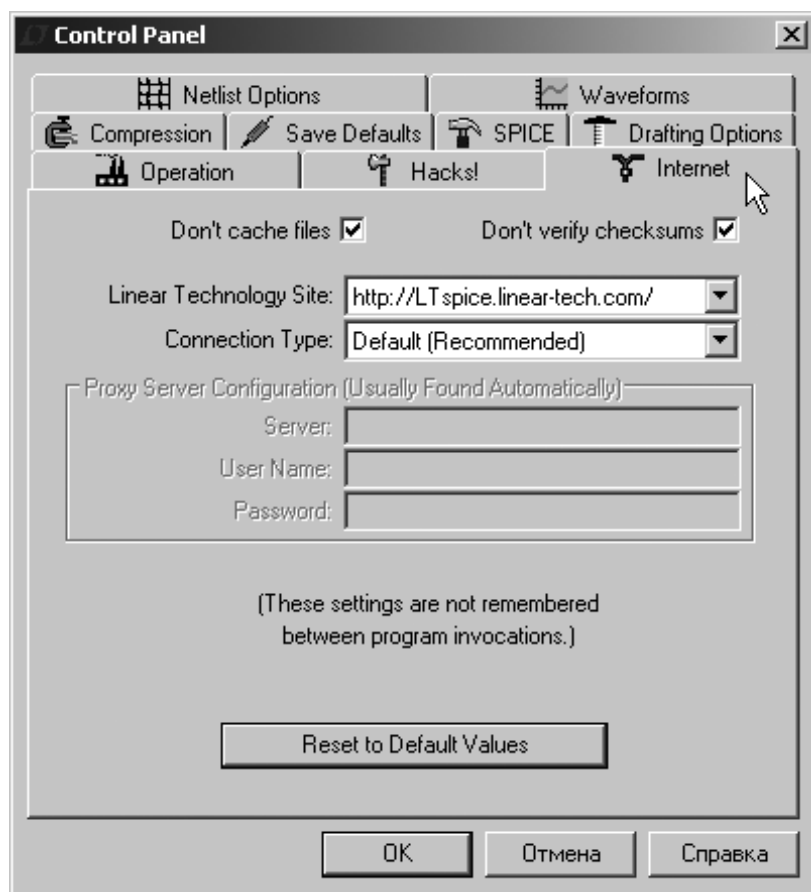 Control Panel
Netlist Options Waveforms
Compression Save Defaults SPICE Drafting Options
Operation Hacks! Internet
Don't cache files Don't verify checksums
Linear Technology Site: http://LTspice.linear-tech.com/
Connection Type: Default (Recommended)
Proxy Server Configuration (Usually Found Automatically)
Server:
User Name:
Password:
(These settings are not remembered
between program invocations.)
Reset to Default Values
OK Отмена Справка